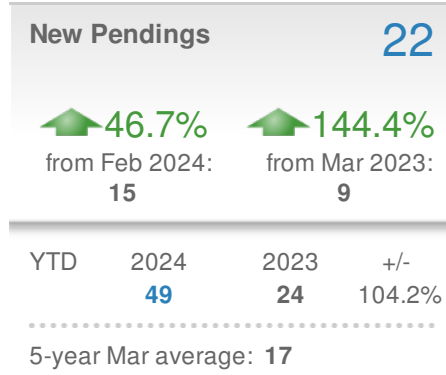 New Pendings 22
46.7% 144.4%
from Feb 2024: from Mar 2023:
15 9
YTD 2024 2023 +/-
49 24 104.2%
5-year Mar average: 17